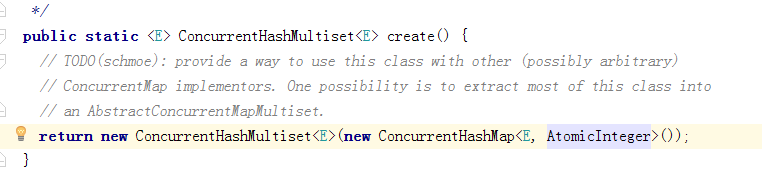 */
public static <E> ConcurrentHashMultiset<E> create() {
// TODO(schmoe): provide a way to use this class with other (possibly arbitrary)
// ConcurrentMap implementors. One possibility is to extract most of this class into
// an AbstractConcurrentMapMultiset.
return new ConcurrentHashMultiset<E>(new ConcurrentHashMap<E, AtomicInteger>());
}